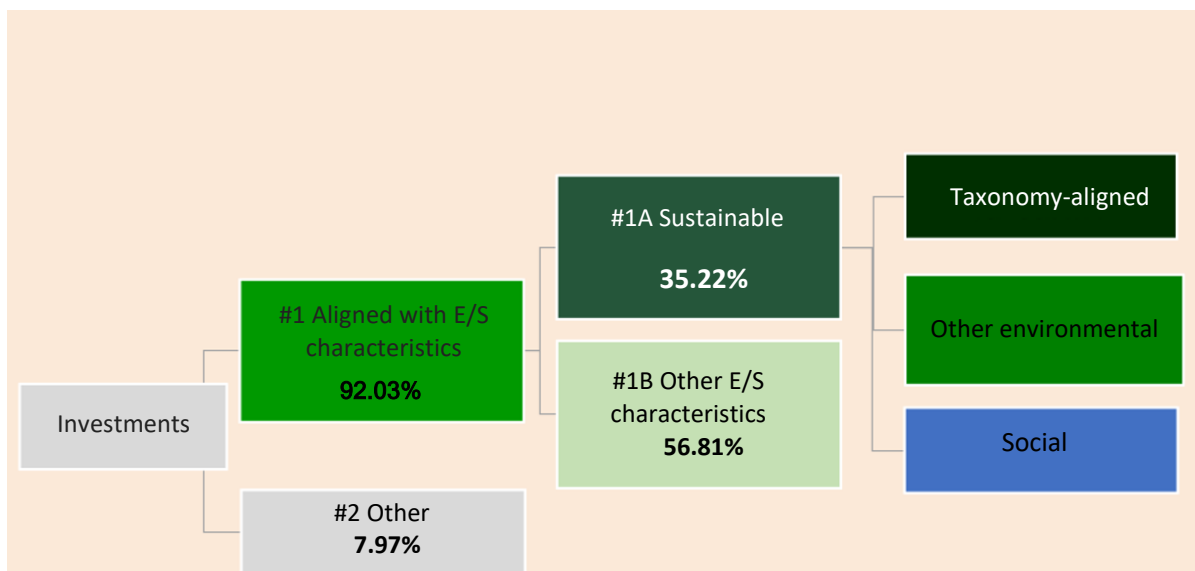 Investments
#1 Aligned with E/S
characteristics
92.03%
#2 Other
7.97%
#1A Sustainable
35.22%
#1B Other E/S
characteristics
56.81%
Taxonomy-aligned
Other environmental
Social